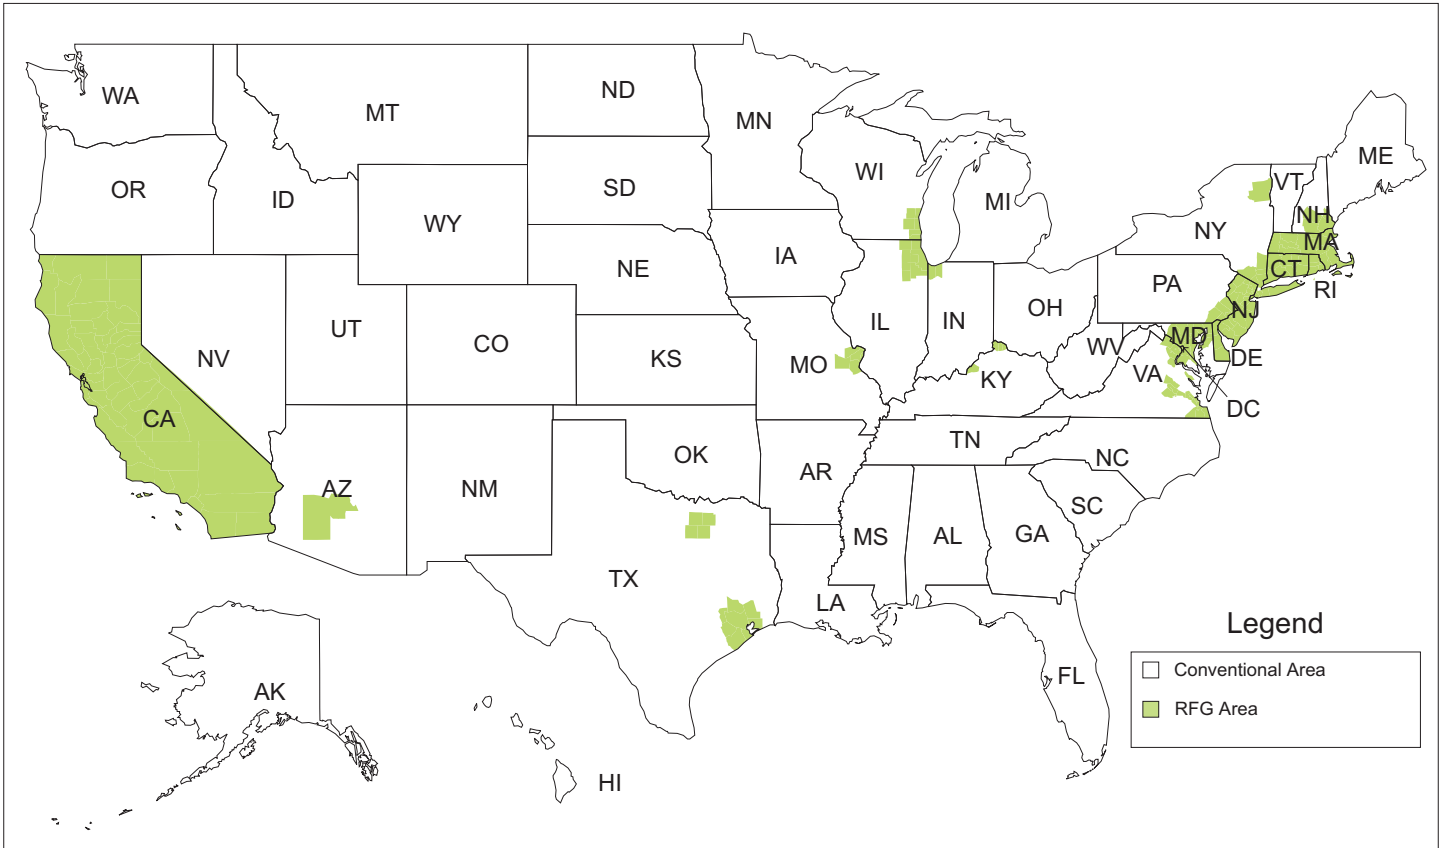 ME
WA
ND
MT
MN
WI
VT
OR
SD
ID
MI
NH
WY
NY
MA
IA
NE
CT
PA
RI
OH
NJ
IL
IN
UT
CO
MD
WV
NV
KS
MO
DE
VA
KY
DC
CA
TN
OK
NC
AR
AZ
NM
SC
MS
AL
GA
TX
LA
Legend
Conventional Area
FL
AK
RFG Area
HI